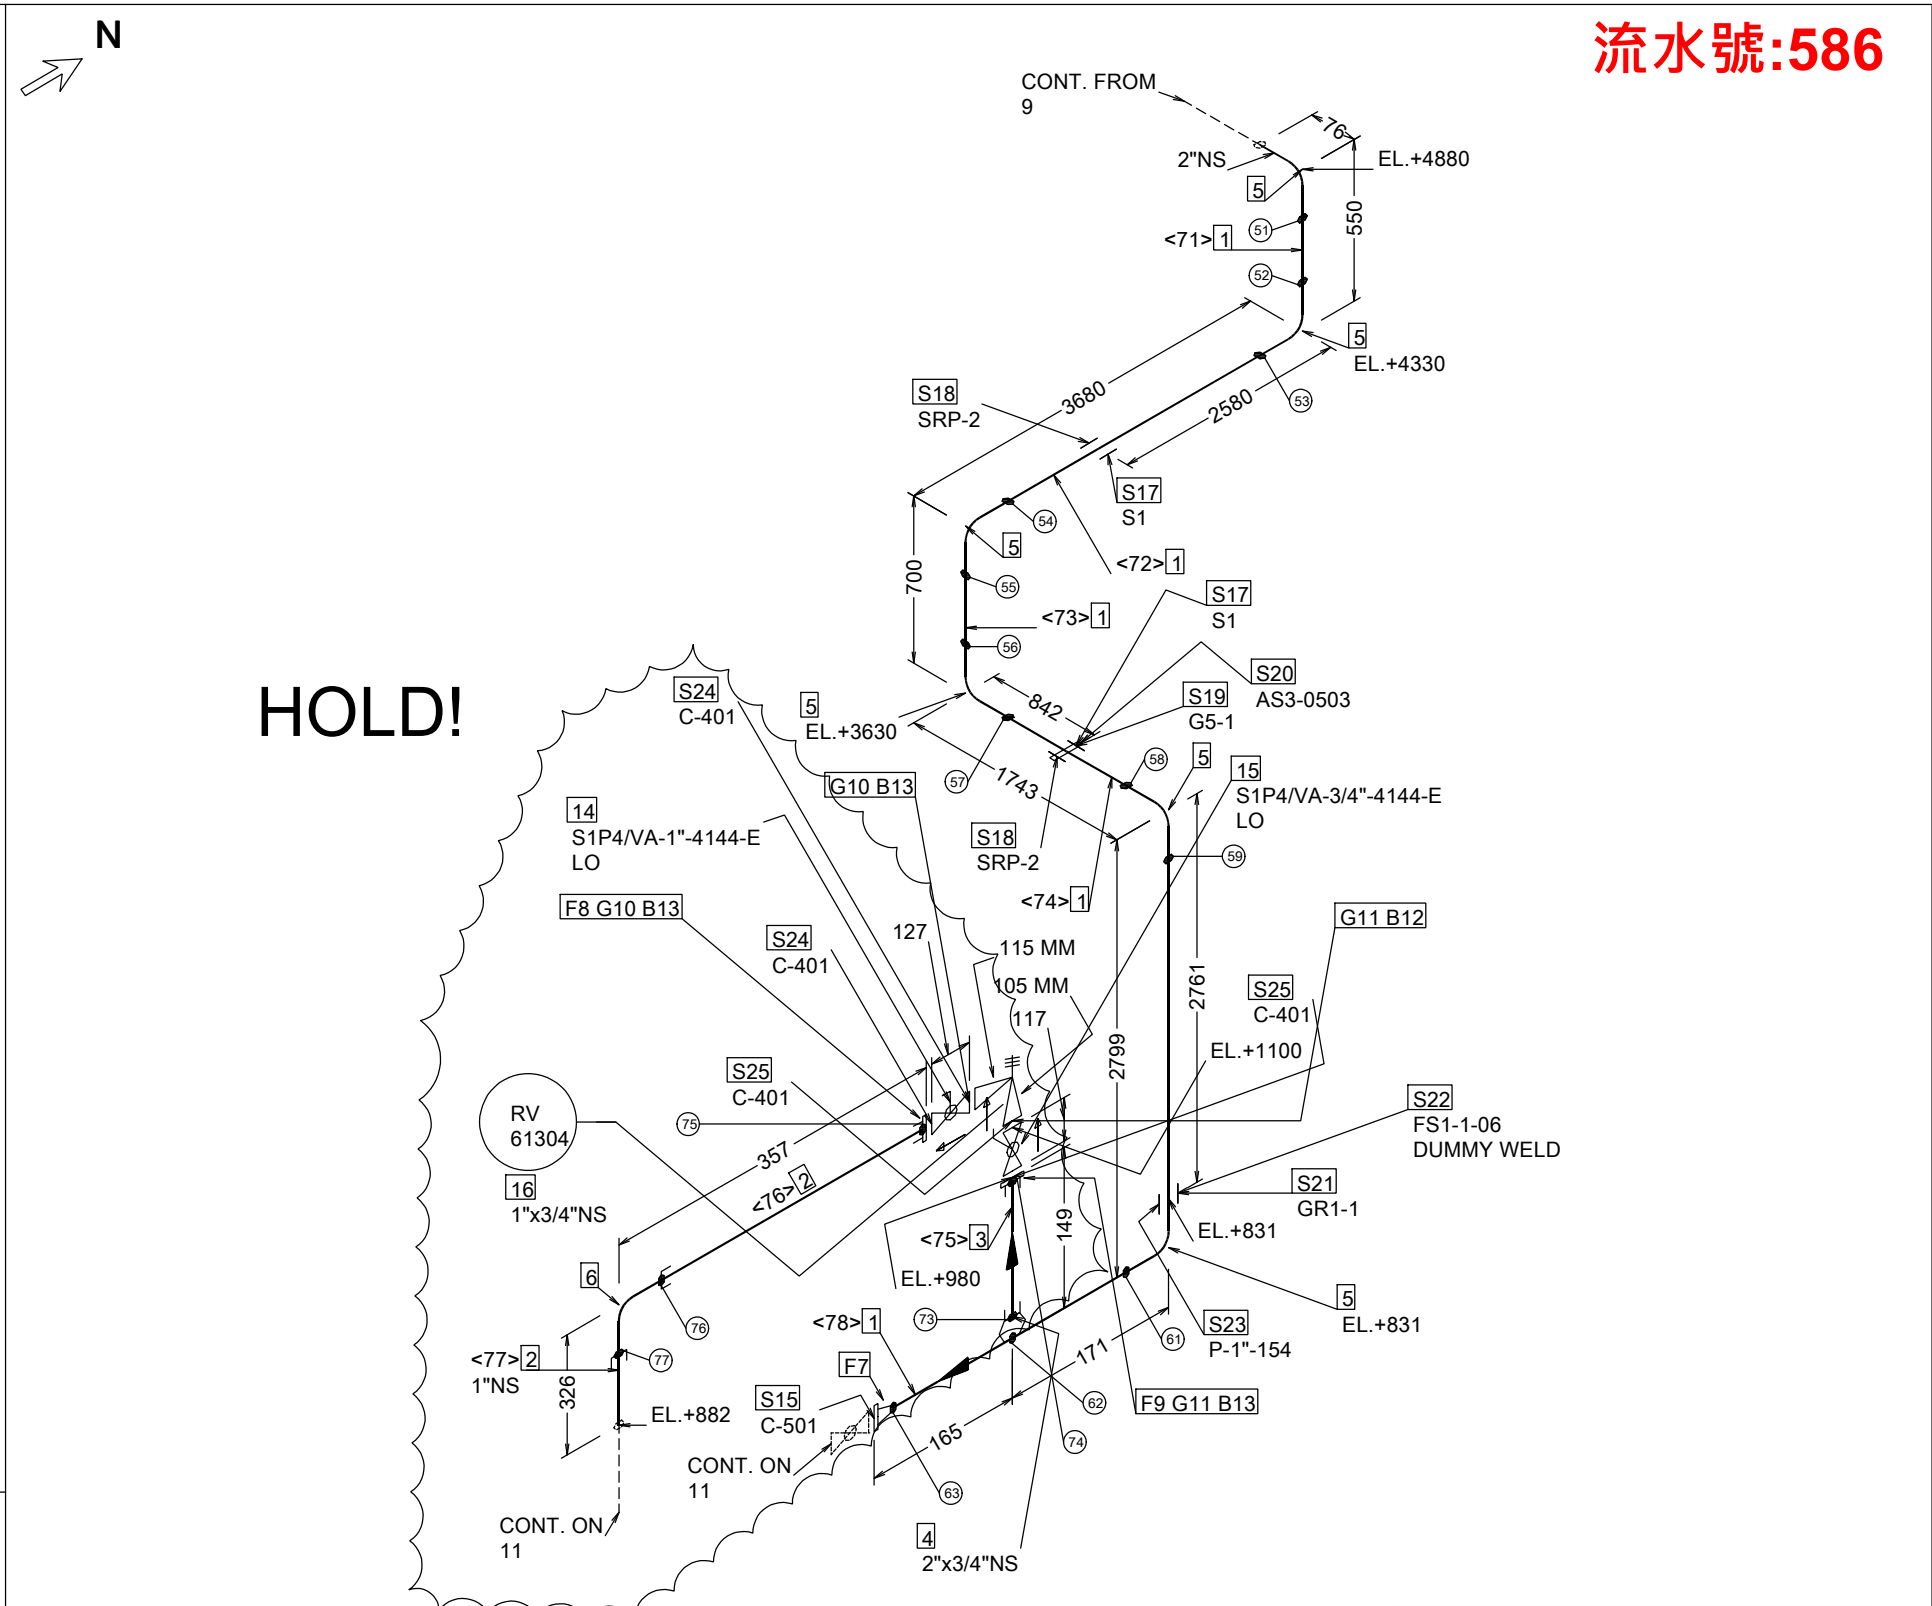 N
流水號:586
CONT. FROM
9
76
2"NS
EL.+4880
5
51
550
<71> 1
52
5
EL.+4330
3680
2580
53
S18
SRP-2
S17
S1
54
5
<72> 1
700
55
<73> 1
S17
S1
56
HOLD!
S24
C-401
5
EL.+3630
842
S20
AS3-0503
S19
G5-1
57
1743
58
5
15
S1P4/VA-3/4"-4144-E
LO
G10 B13
14
S1P4/VA-1"-4144-E
LO
S18
SRP-2
59
<74> 1
F8 G10 B13
G11 B12
S24
C-401
127
115 MM
105 MM
117
2761
S25
C-401
2799
EL.+1100
S25
C-401
RV
61304
75
S22
FS1-1-06
DUMMY WELD
357
<76> 2
16
1"x3/4"NS
S21
GR1-1
<75> 3
149
EL.+831
EL.+980
6
5
EL.+831
76
<78> 1
73
61
S23
P-1"-154
<77> 2
1"NS
77
171
F7
326
EL.+882
S15
C-501
62
F9 G11 B13
165
74
CONT. ON
11
63
CONT. ON
11
4
2"x3/4"NS